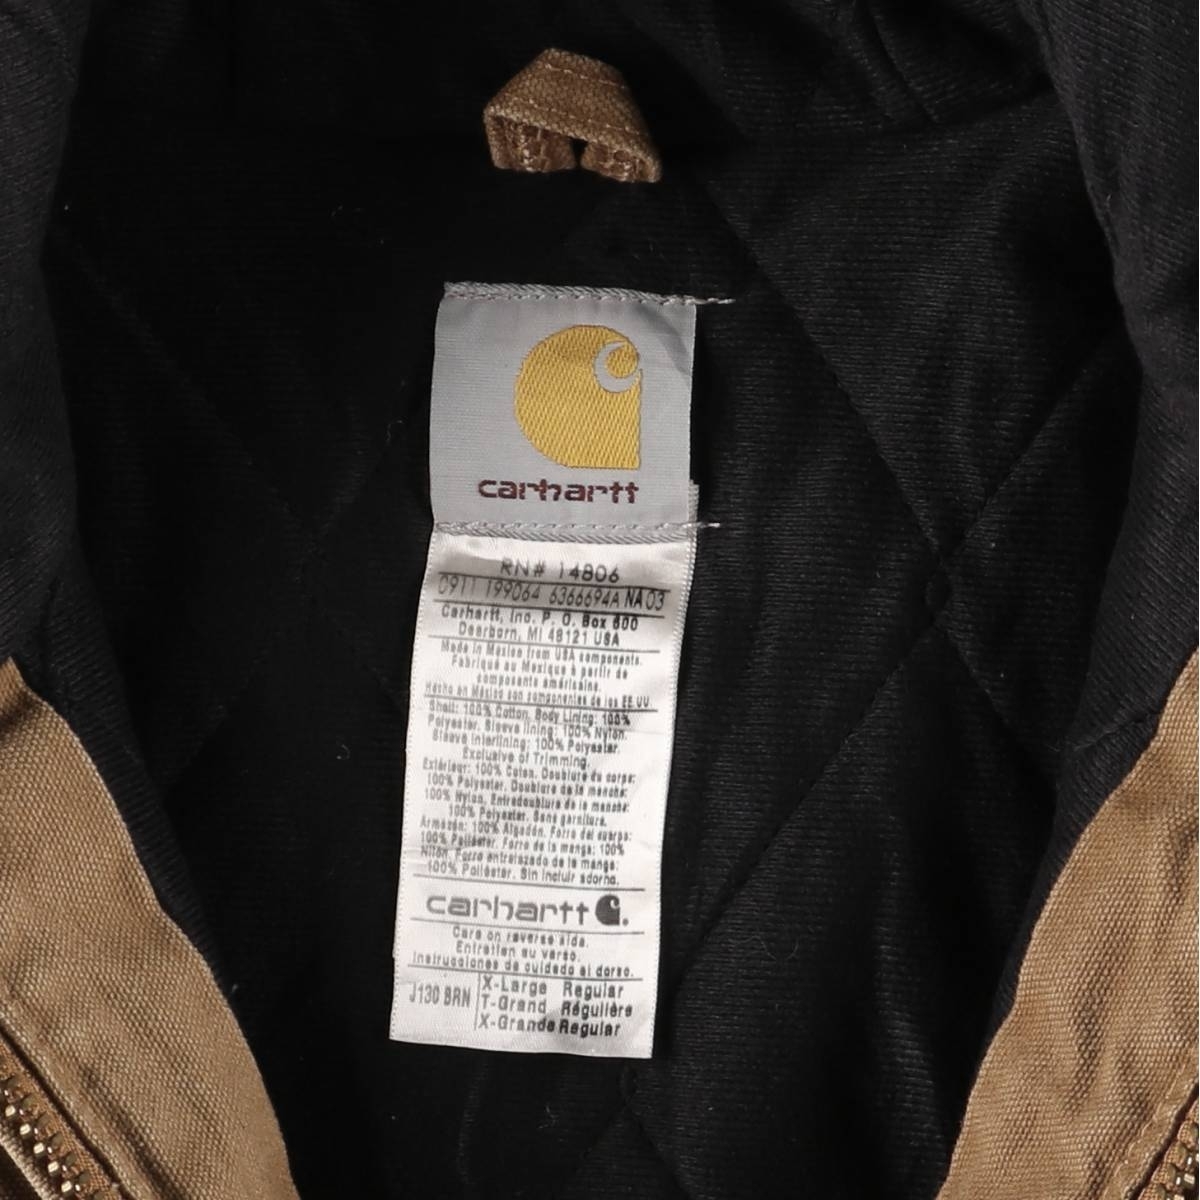 carhartt
RN# 14806
0911 199064 6366694A NA 03
Carhartt, Inc. P. O. Box 600
Dearborn, MI 48121 USA
Made in Mexico from USA components.
Fabriqué au Mexique à partir de
composants américains.
Hecho en México con componentes de los EE.UU.
Shell: 100% Cotton. Body Lining: 100%
Polyester. Sleeve lining: 100% Nylon.
Sleeve Interlining: 100% Polyester.
Exclusive of Trimming.
Extérieur: 100% Coton. Doublure du corps:
100% Polyester. Doublure de la manche:
100% Nylon. Entredoublure de la manche:
100% Polyester. Sans garniture.
Armazón: 100% Algodón. Forro del cuerpo:
100% Poliéster. Forro de la manga: 100%
Nilón. Forro entrelazado de la manga:
100% Poliéster. Sin incluir adorno.
carhartt
Care on reverse side.
Entretien au verso.
Instrucciones de cuidado al dorso.
J130 BRN
X-Large Regular
T-Grand Régulière
X-Grande Regular